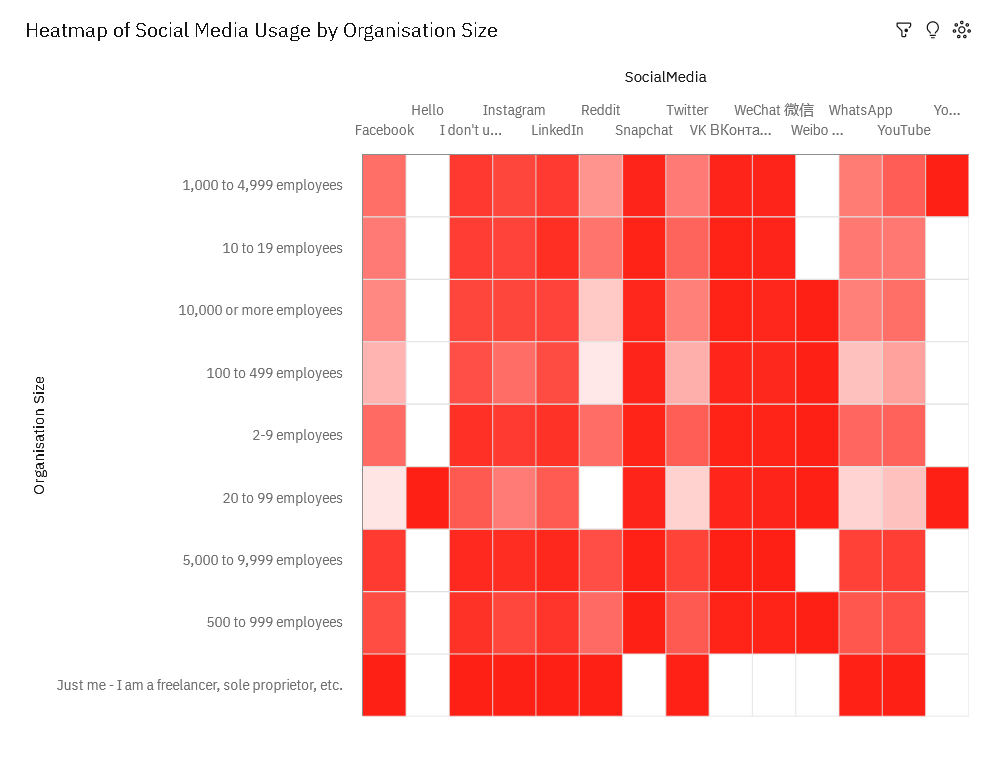 Heatmap of Social Media Usage by Organisation Size
SocialMedia
Hello Instagram Reddit Twitter WeChat 微信 WhatsApp Yo...
Facebook I don't u... LinkedIn Snapchat VK ВКонта... Weibo ... YouTube
Organisation Size
1,000 to 4,999 employees
10 to 19 employees
10,000 or more employees
100 to 499 employees
2-9 employees
20 to 99 employees
5,000 to 9,999 employees
500 to 999 employees
Just me - I am a freelancer, sole proprietor, etc.